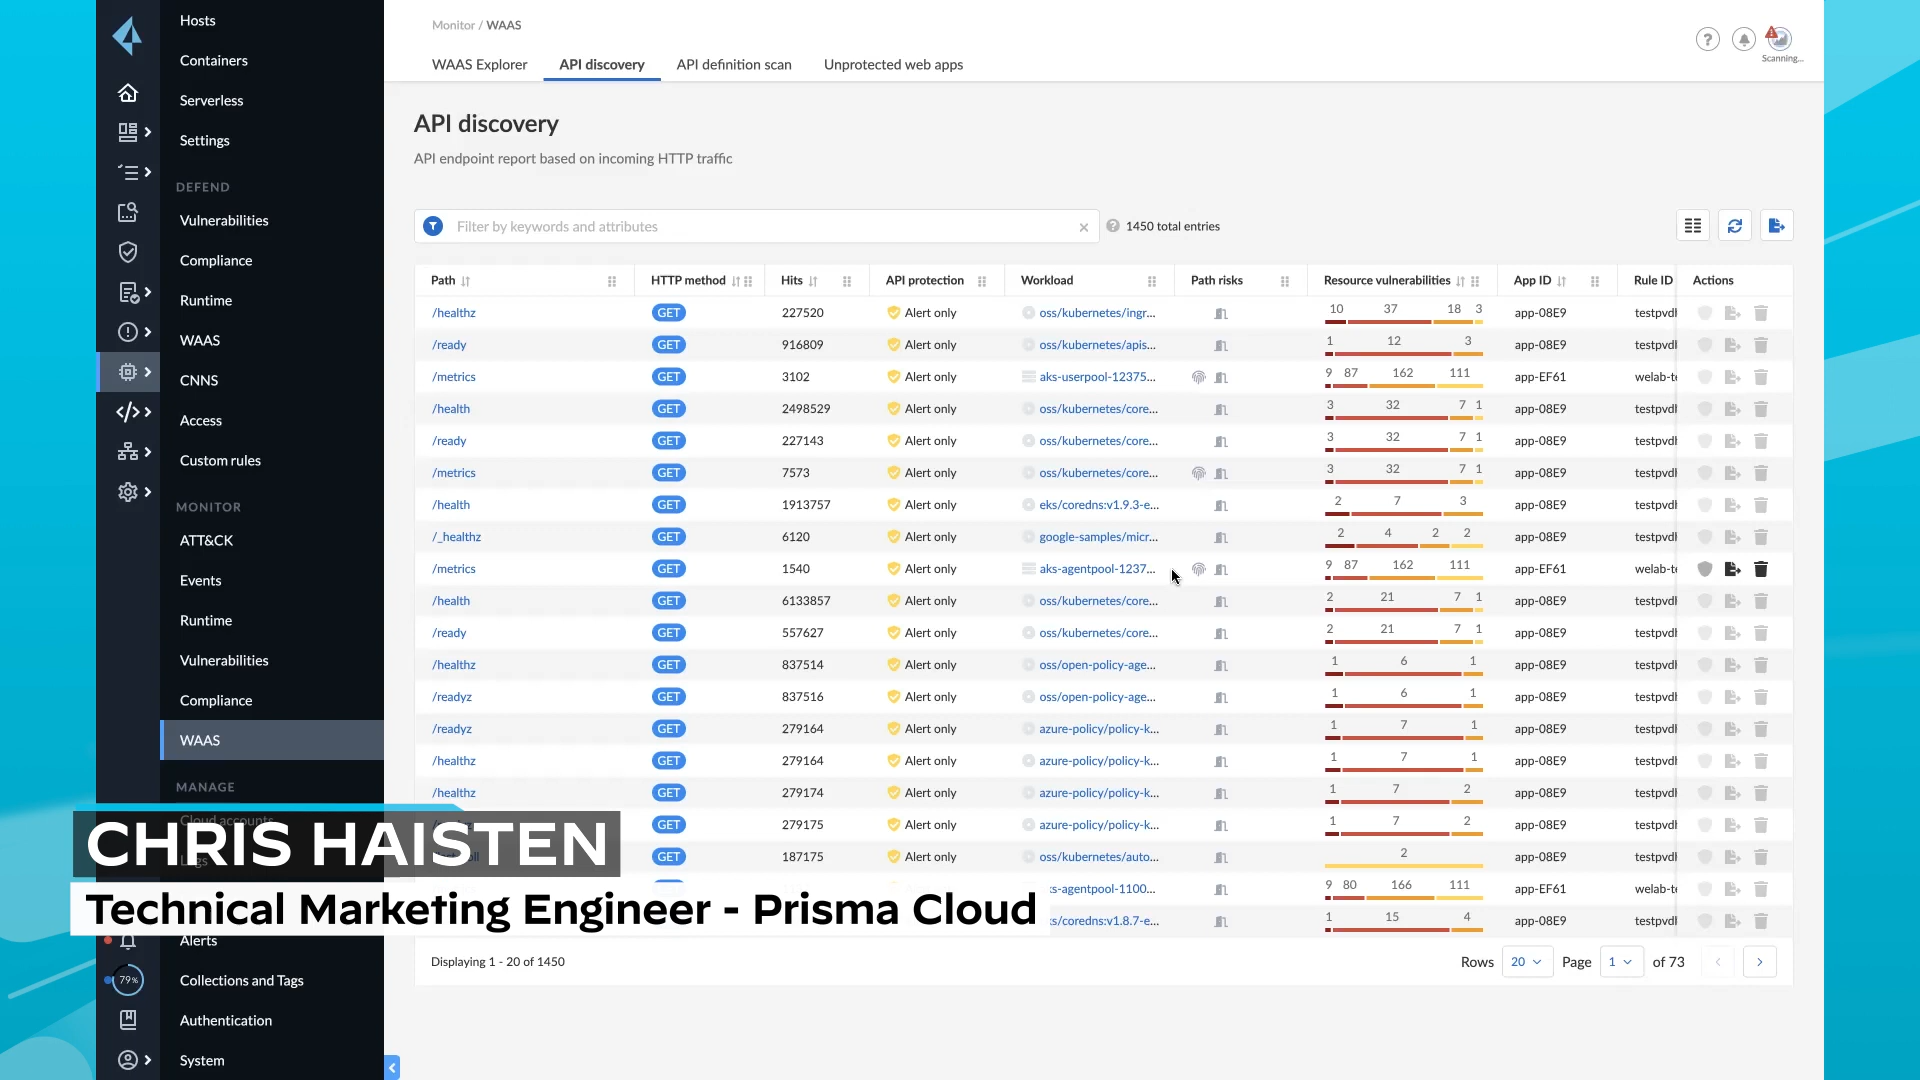 Hosts
Containers
Serverless
Settings
DEFEND
Vulnerabilities
Compliance
Runtime
WAAS
CNNS
Access
Custom rules
MONITOR
ATT&CK
Events
Runtime
Vulnerabilities
Compliance
WAAS
MANAGE
Cloud accounts
Alerts
79%
Collections and Tags
Authentication
System
Monitor / WAAS
WAAS Explorer
API discovery
API definition scan
Unprotected web apps
Scanning...
API discovery
API endpoint report based on incoming HTTP traffic
Filter by keywords and attributes
1450 total entries
Path HTTP method Hits API protection Workload Path risks Resource vulnerabilities App ID Rule ID Actions
/healthz GET 227520 Alert only oss/kubernetes/ingr... 10 37 18 3 app-08E9 testpvdl
/ready GET 916809 Alert only oss/kubernetes/apis... 1 12 3 app-08E9 testpvdl
/metrics GET 3102 Alert only aks-userpool-12375... 9 87 162 111 app-EF61 welab-te
/health GET 2498529 Alert only oss/kubernetes/core... 3 32 7 1 app-08E9 testpvdl
/ready GET 227143 Alert only oss/kubernetes/core... 3 32 7 1 app-08E9 testpvdl
/metrics GET 7573 Alert only oss/kubernetes/core... 3 32 7 1 app-08E9 testpvdl
/health GET 1913757 Alert only eks/coredns:v1.9.3-e... 2 7 3 app-08E9 testpvdl
/_healthz GET 6120 Alert only google-samples/micr... 2 4 2 2 app-08E9 testpvdl
/metrics GET 1540 Alert only aks-agentpool-1237... 9 87 162 111 app-EF61 welab-te
/health GET 6133857 Alert only oss/kubernetes/core... 2 21 7 1 app-08E9 testpvdl
/ready GET 557627 Alert only oss/kubernetes/core... 2 21 7 1 app-08E9 testpvdl
/healthz GET 837514 Alert only oss/open-policy-age... 1 6 1 app-08E9 testpvdl
/readyz GET 837516 Alert only oss/open-policy-age... 1 6 1 app-08E9 testpvdl
/readyz GET 279164 Alert only azure-policy/policy-k... 1 7 1 app-08E9 testpvdl
/healthz GET 279164 Alert only azure-policy/policy-k... 1 7 1 app-08E9 testpvdl
/healthz GET 279174 Alert only azure-policy/policy-k... 1 7 2 app-08E9 testpvdl
GET 279175 Alert only azure-policy/policy-k... 1 7 2 app-08E9 testpvdl
GET 187175 Alert only oss/kubernetes/auto... 2 app-08E9 testpvdl
ks-agentpool-1100... 9 80 166 111 app-EF61 welab-te
ks/coredns:v1.8.7-e... 1 15 4 app-08E9 testpvdl
CHRIS HAISTEN
Technical Marketing Engineer - Prisma Cloud
Displaying 1 - 20 of 1450
Rows 20 Page 1 of 73